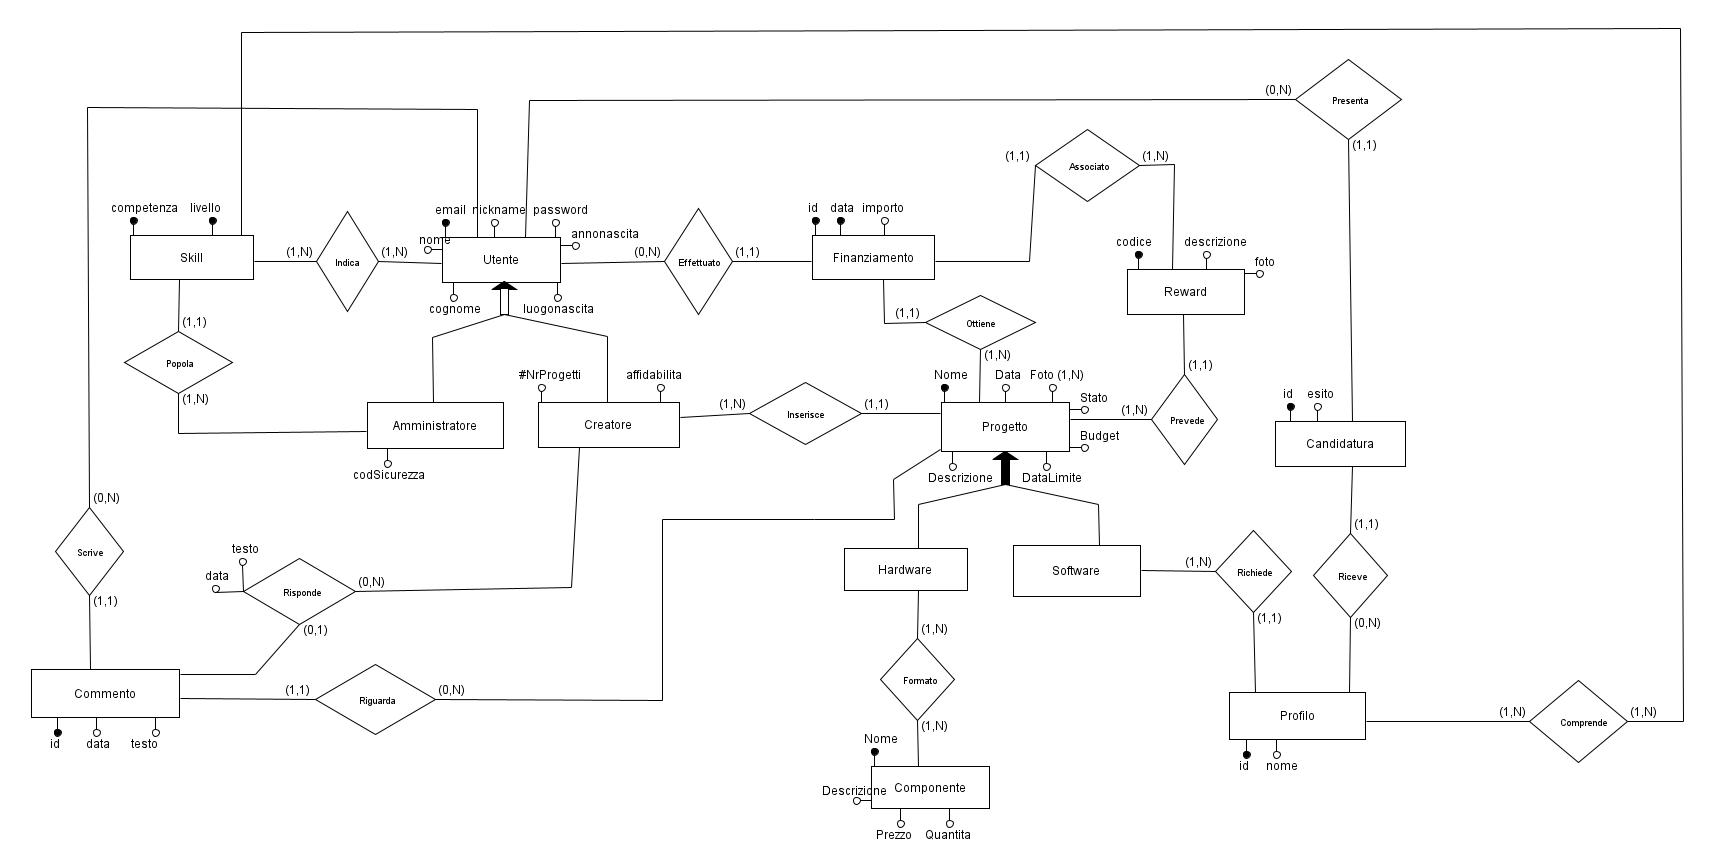 (0,N)
Presenta
(1,1)
(1,1)
Associato
(1,N)
competenza
livello
email
nickname
password
id
data
importo
nome
annonascita
codice
descrizione
Skill
(1,N)
Indica
(1,N)
Utente
(0,N)
Effettuato
(1,1)
Finanziamento
foto
Reward
cognome
luogonascita
(1,1)
(1,1)
Ottiene
(1,N)
Popola
(1,1)
#NrProgetti
affidabilita
Nome
Data
Foto (1,N)
Stato
(1,N)
id
esito
(1,N)
Inserisce
(1,1)
(1,N)
Prevede
Amministratore
Creatore
Progetto
Budget
Candidatura
codSicurezza
Descrizione
DataLimite
(0,N)
(1,1)
Scrive
testo
data
Risponde
(0,N)
Hardware
Software
(1,N)
Richiede
Riceve
(1,1)
(0,1)
(1,N)
(1,1)
(0,N)
Commento
(1,1)
Riguarda
(0,N)
Formato
Profilo
(1,N)
Comprende
(1,N)
id
data
testo
(1,N)
Nome
id
nome
Descrizione
Componente
Prezzo
Quantita